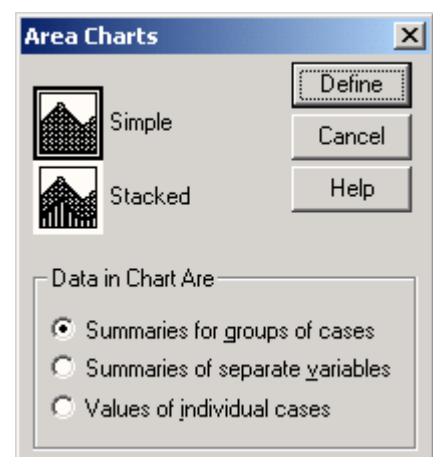 Area Charts
Define
Simple
Cancel
Stacked
Help
Data in Chart Are
Summaries for groups of cases
Summaries of separate variables
Values of individual cases